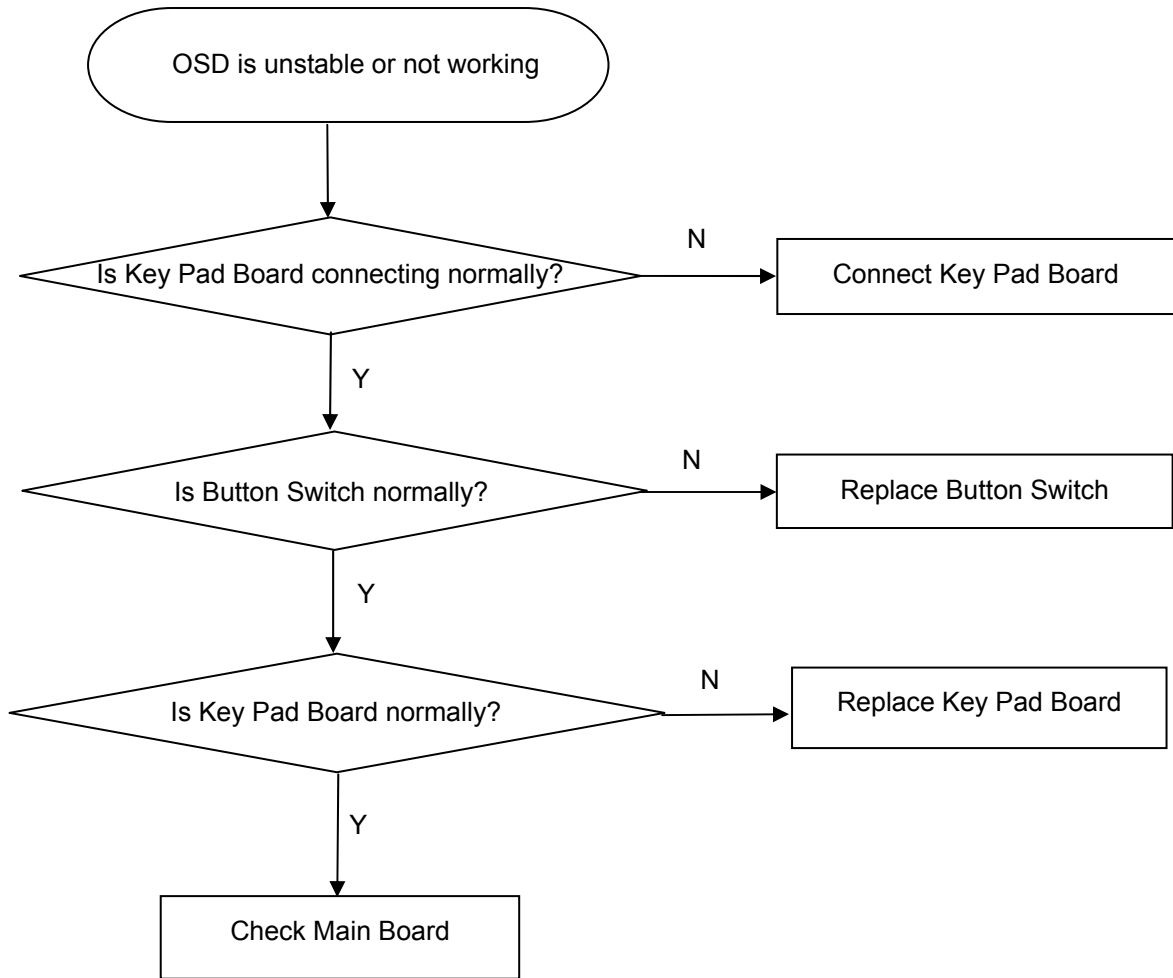 OSD is unstable or not working
Is Key Pad Board connecting normally?
N
Connect Key Pad Board
Y
Is Button Switch normally?
N
Replace Button Switch
Y
Is Key Pad Board normally?
N
Replace Key Pad Board
Y
Check Main Board